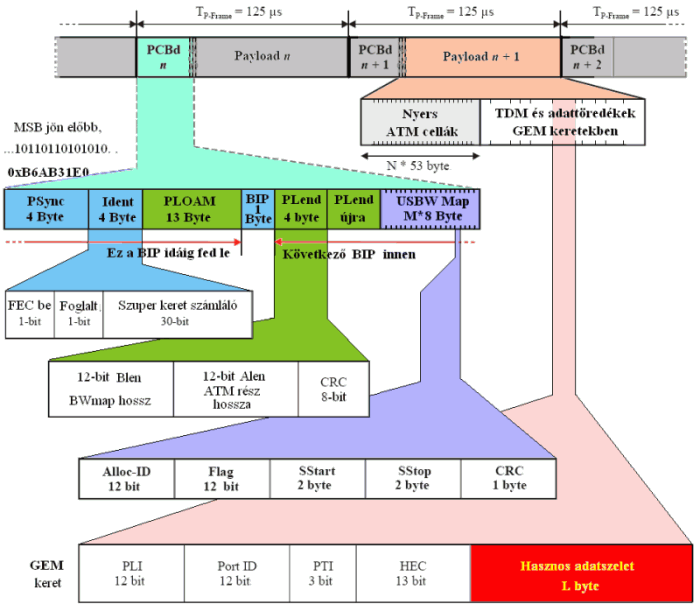 T P-Frame = 125 µs
T P-Frame = 125 µs
T P-Frame = 125 µs
PCBd
n
Payload n
PCBd
n + 1
Payload n + 1
PCBd
n + 2
MSB jön előbb,
...10110110101010. .
0xB6AB31E0
Nyers
ATM cellák
TDM és adattöredékek
GEM keretekben
N * 53 byte
PSync
4 Byte
Ident
4 Byte
PLOAM
13 Byte
BIP
1
Byte
PLend
4 byte
PLend
újra
USBW Map
M*8 Byte
Ez a BIP idáig fed le
Következő BIP innen
FEC be
1-bit
Foglalt
1-bit
Szuper keret számláló
30-bit
12-bit Blen
BWmap hossz
12-bit Alen
ATM rész
hossza
CRC
8-bit
Alloc-ID
12 bit
Flag
12 bit
SStart
2 byte
SStop
2 byte
CRC
1 byte
GEM
keret
PLI
12 bit
Port ID
12 bit
PTI
3 bit
HEC
13 bit
Hasznos adatszelet
L byte